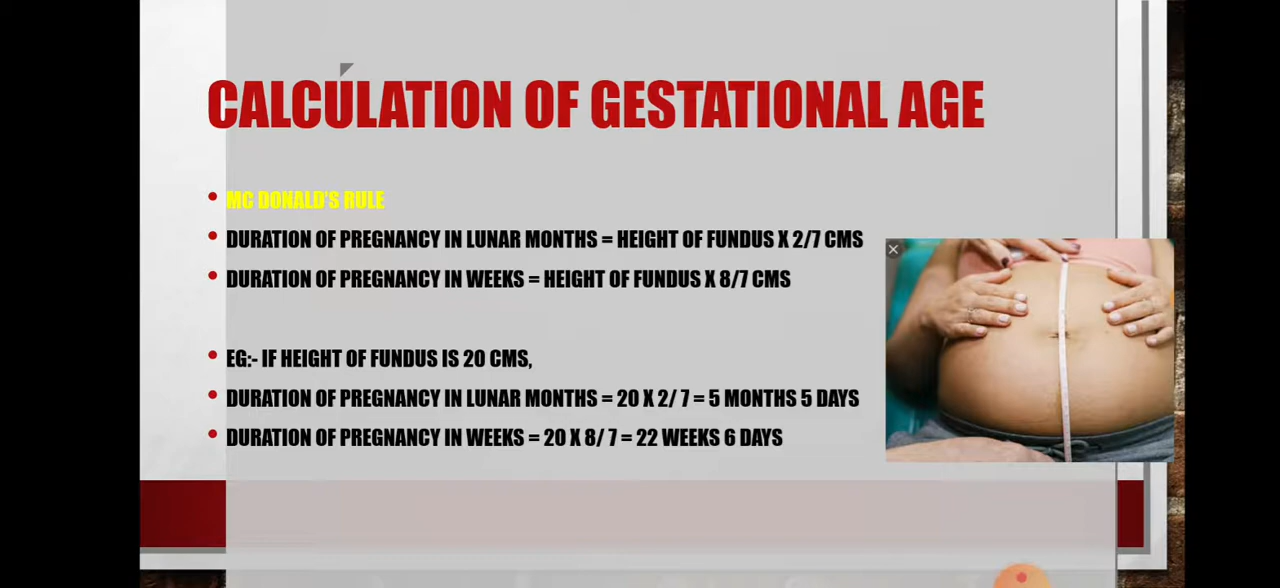 CALCULATION OF GESTATIONAL AGE
• MC DONALD'S RULE
• DURATION OF PREGNANCY IN LUNAR MONTHS = HEIGHT OF FUNDUS X 2/7 CMS
• DURATION OF PREGNANCY IN WEEKS = HEIGHT OF FUNDUS X 8/7 CMS
• EG:- IF HEIGHT OF FUNDUS IS 20 CMS,
• DURATION OF PREGNANCY IN LUNAR MONTHS = 20 X 2/ 7 = 5 MONTHS 5 DAYS
• DURATION OF PREGNANCY IN WEEKS = 20 X 8/ 7 = 22 WEEKS 6 DAYS